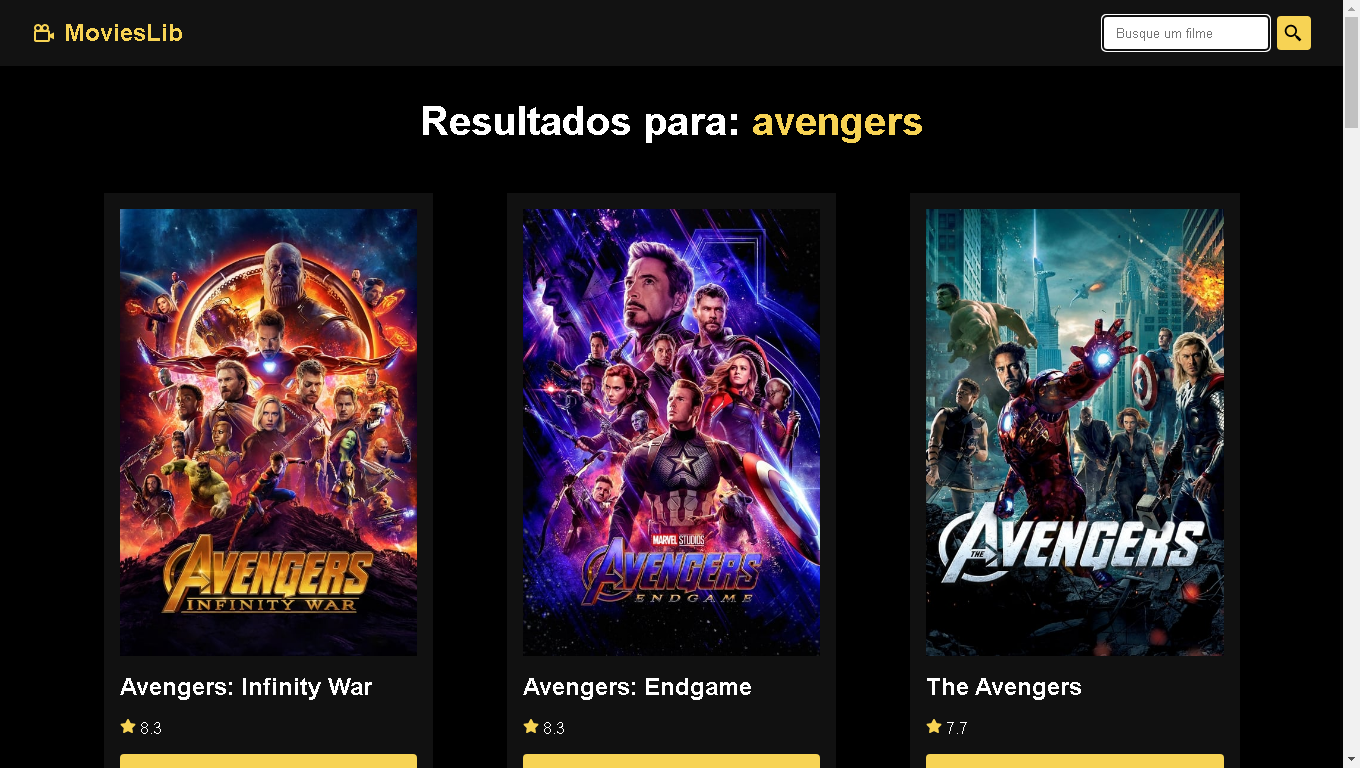 MoviesLib
Busque um filme
Resultados para: avengers
AVENGERS
INFINITY WAR
MARVEL STUDIOS
AVENGERS
ENDGAME
THE AVENGERS
Avengers: Infinity War
Avengers: Endgame
The Avengers
8.3
8.3
7.7